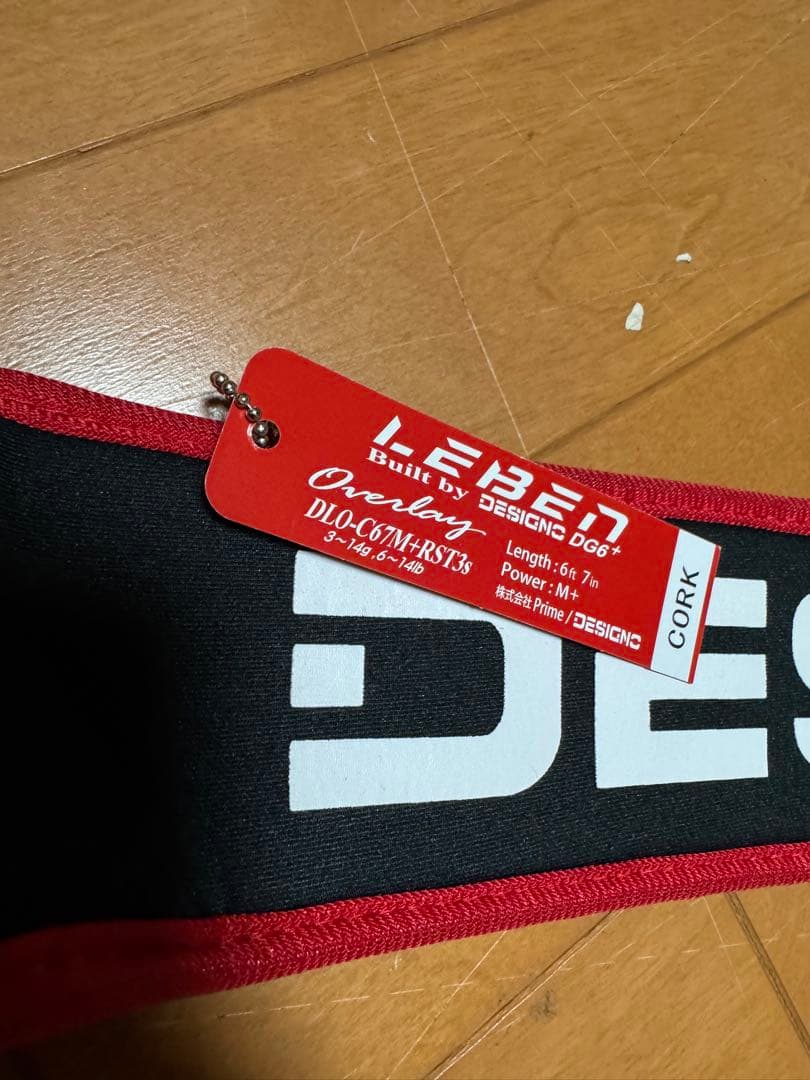 LEBEN
Built by DESIGNO DG6+
Overlay
DLO-C67M+RST3s
3～14g ,6～14lb
Length : 6ft 7in
Power : M+
株式会社 Prime / DESIGNO
CORK
DES